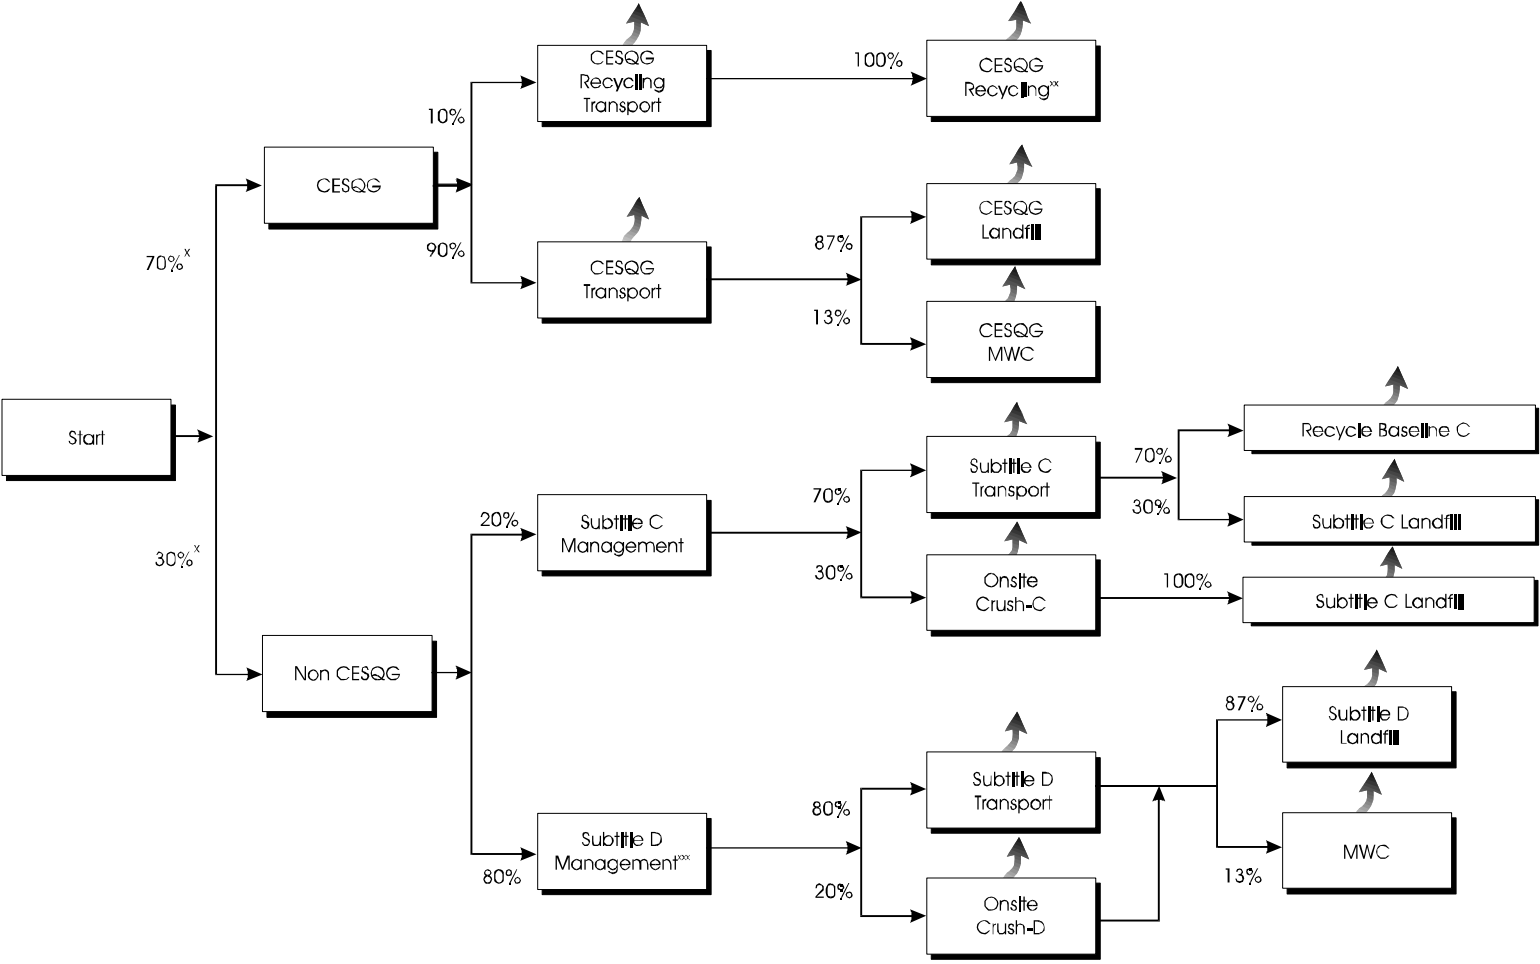 CESQG
Recycling
Transport
100%
CESQG
Recycling^xx
10%
CESQG
70%^x
90%
CESQG
Transport
87%
CESQG
Landfill
13%
CESQG
MWC
Start
30%^x
Non CESQG
20%
Subtitle C
Management
70%
Subtitle C
Transport
70%
Recycle Baseline C
30%
Subtitle C Landfill
30%
Onsite
Crush-C
100%
Subtitle C Landfill
80%
Subtitle D
Management^xxx
80%
Subtitle D
Transport
87%
Subtitle D
Landfill
20%
Onsite
Crush-D
13%
MWC